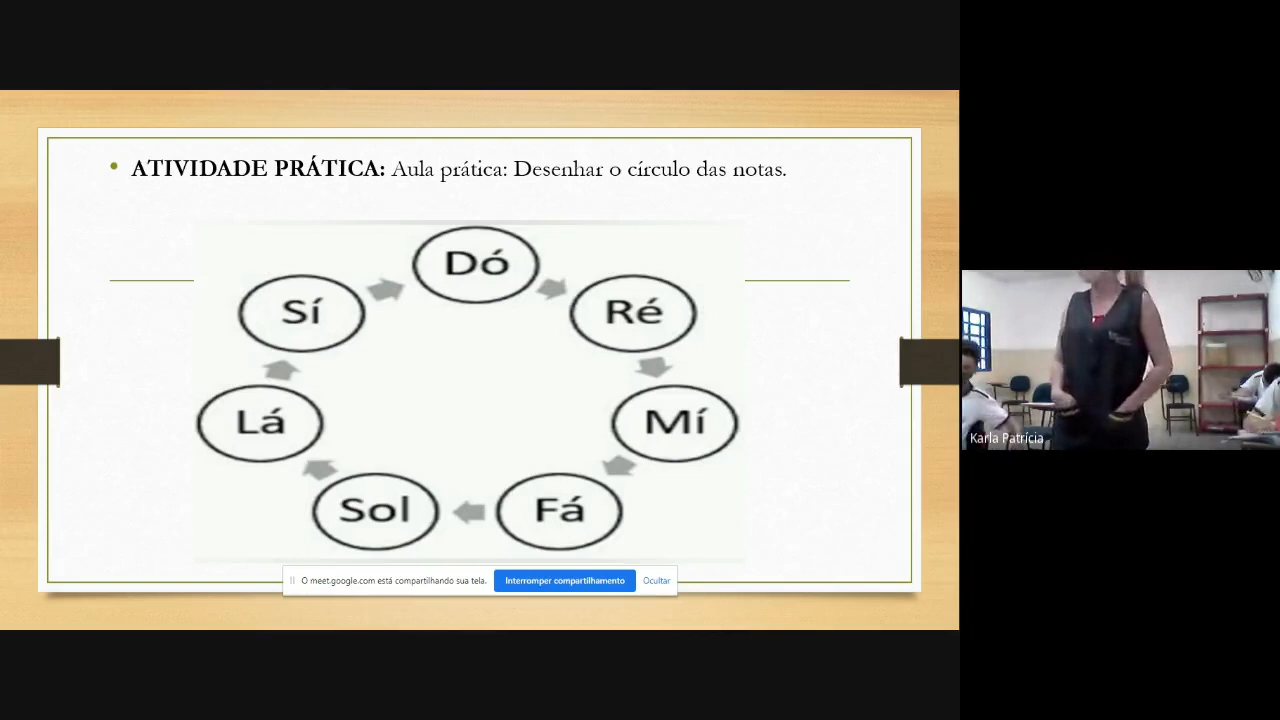 ATIVIDADE PRÁTICA: Aula prática: Desenhar o círculo das notas.
Dó
Ré
Mí
Fá
Sol
Lá
Sí
O meet.google.com está compartilhando sua tela.
Interromper compartilhamento
Ocultar
Karla Patrícia